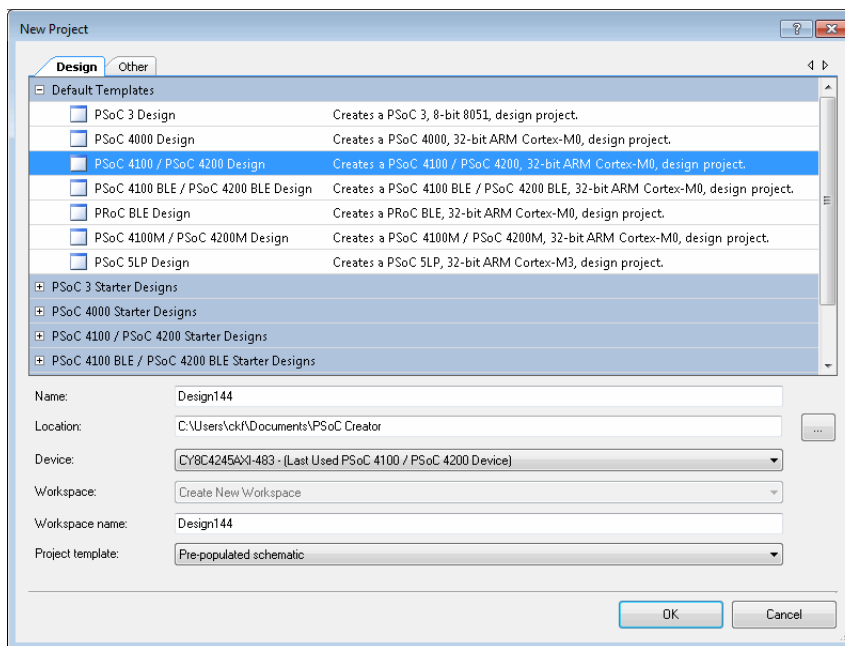 New Project
Design Other
Default Templates
PSoC 3 Design Creates a PSoC 3, 8-bit 8051, design project.
PSoC 4000 Design Creates a PSoC 4000, 32-bit ARM Cortex-M0, design project.
PSoC 4100 / PSoC 4200 Design Creates a PSoC 4100 / PSoC 4200, 32-bit ARM Cortex-M0, design project.
PSoC 4100 BLE / PSoC 4200 BLE Design Creates a PSoC 4100 BLE / PSoC 4200 BLE, 32-bit ARM Cortex-M0, design project.
PRoC BLE Design Creates a PRoC BLE, 32-bit ARM Cortex-M0, design project.
PSoC 4100M / PSoC 4200M Design Creates a PSoC 4100M / PSoC 4200M, 32-bit ARM Cortex-M0, design project.
PSoC 5LP Design Creates a PSoC 5LP, 32-bit ARM Cortex-M3, design project.
PSoC 3 Starter Designs
PSoC 4000 Starter Designs
PSoC 4100 / PSoC 4200 Starter Designs
PSoC 4100 BLE / PSoC 4200 BLE Starter Designs
Name: Design144
Location: C:\Users\ckf\Documents\PSoC Creator ...
Device: CY8C4245AXI-483 - (Last Used PSoC 4100 / PSoC 4200 Device)
Workspace: Create New Workspace
Workspace name: Design144
Project template: Pre-populated schematic
OK Cancel